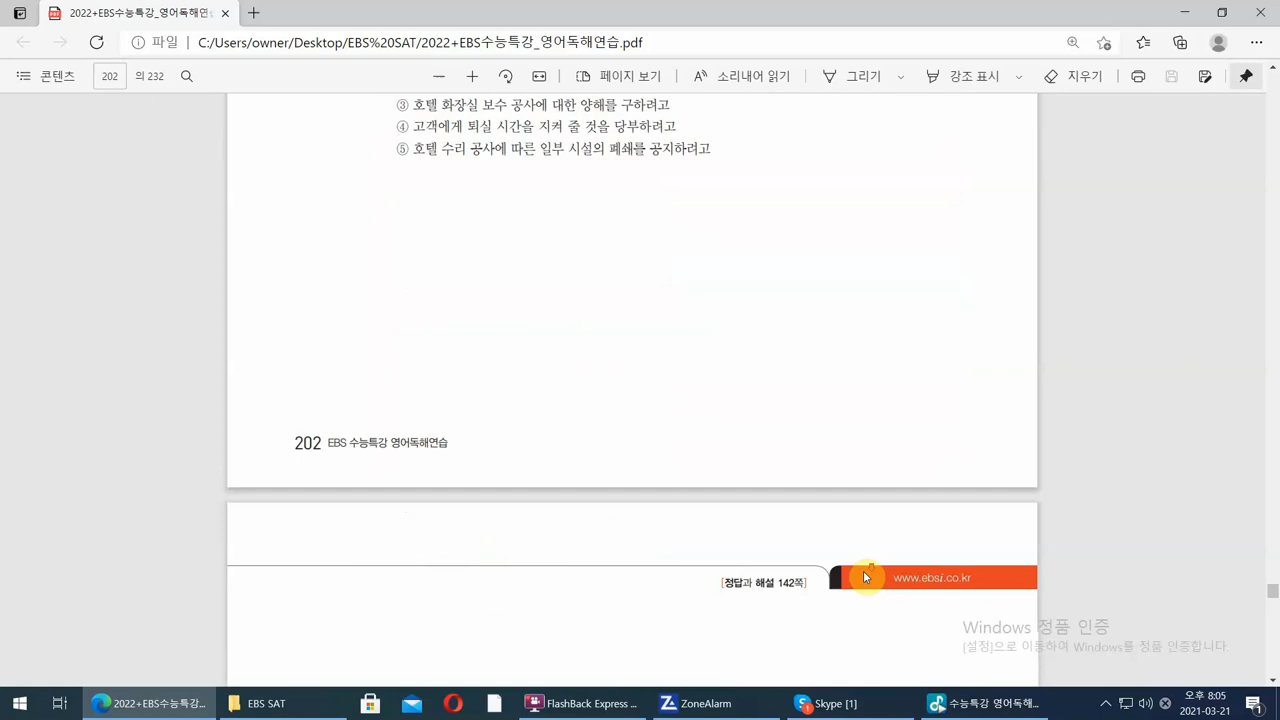 2022+EBS수능특강_영어독해연습
파일
C:/Users/owner/Desktop/EBS%20SAT/2022+EBS수능특강_영어독해연습.pdf
콘텐츠
202
의 232
페이지 보기
소리내어 읽기
그리기
강조 표시
지우기
③ 호텔 화장실 보수 공사에 대한 양해를 구하려고
④ 고객에게 퇴실 시간을 지켜 줄 것을 당부하려고
⑤ 호텔 수리 공사에 따른 일부 시설의 폐쇄를 공지하려고
202 EBS 수능특강 영어독해연습
[정답과 해설 142쪽]
www.ebsi.co.kr
Windows 정품 인증
[설정]으로 이동하여 Windows를 정품 인증합니다.
2022+EBS수능특강_영어독해연...
EBS SAT
FlashBack Express ...
ZoneAlarm
Skype [1]
수능특강 영어독해연...
오후 8:05
2021-03-21